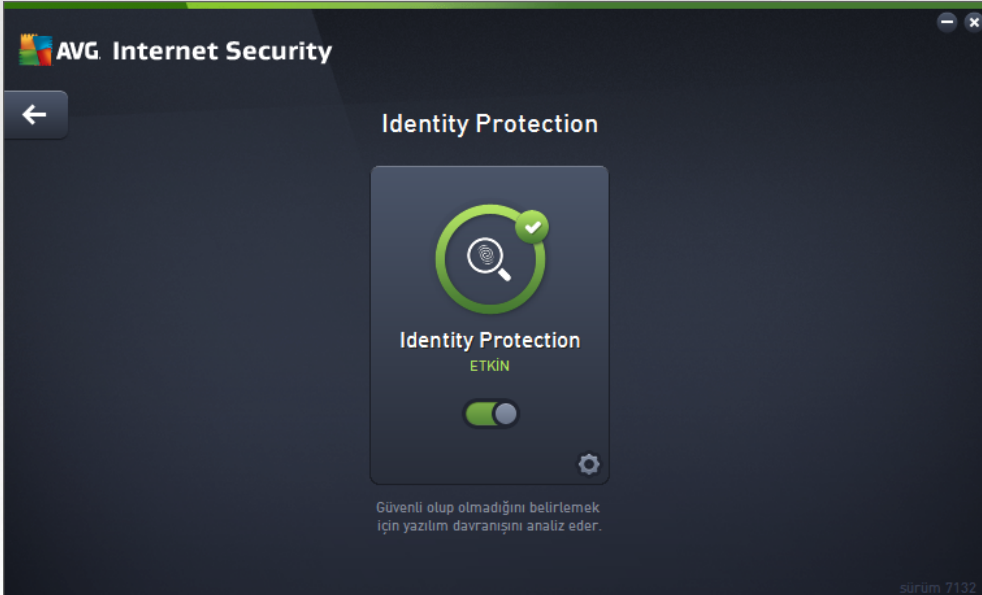 AVG. Internet Security
Identity Protection
Identity Protection
ETKİN
Güvenli olup olmadığını belirlemek
için yazılım davranışını analiz eder.
sürüm 7132